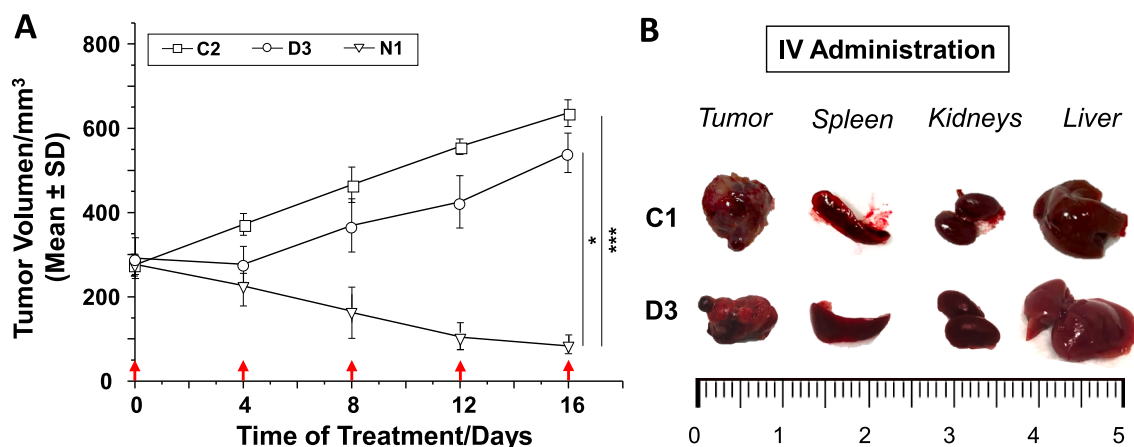 A
Tumor Volumen/mm³
(Mean ± SD)
800
600
400
200
0
C2 D3 N1
*
***
0 4 8 12 16
Time of Treatment/Days
B
IV Administration
Tumor Spleen Kidneys Liver
C1
D3
0 1 2 3 4 5